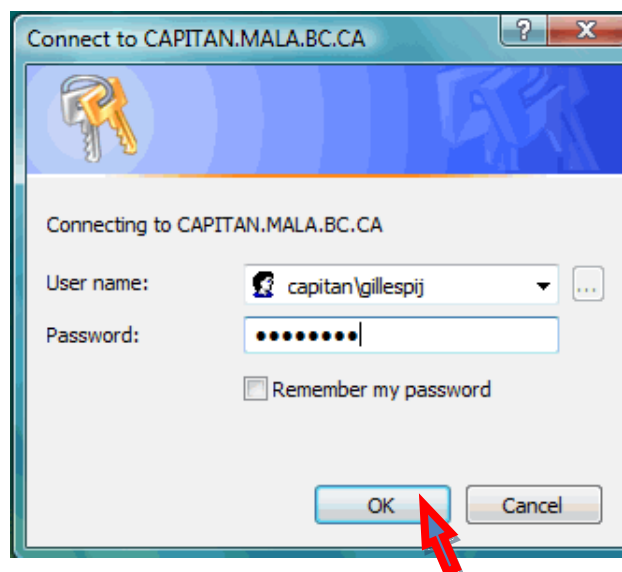 Connect to CAPITAN.MALA.BC.CA
? X
Connecting to CAPITAN.MALA.BC.CA
User name: capitan\gillespij ...
Password: ●●●●●●●●
Remember my password
OK Cancel